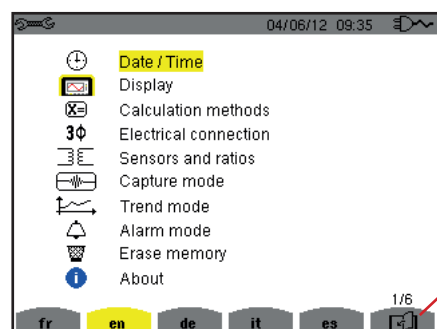 04/06/12 09:35
Date / Time
Display
X= Calculation methods
3Φ Electrical connection
Sensors and ratios
Capture mode
Trend mode
Alarm mode
Erase memory
i About
1/6
fr en de it es